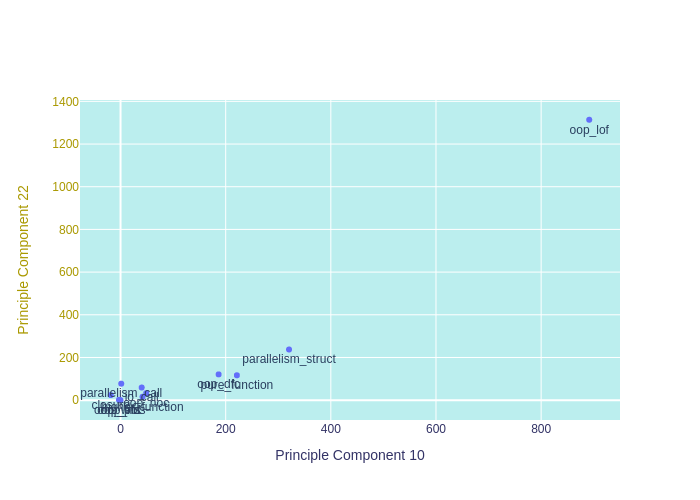 1400
1200
1000
800
600
400
200
0
Principle Component 22
oop_lof
parallelism_struct
oop_dfc
pure_function
parallelism_call
0
200
400
600
800
Principle Component 10